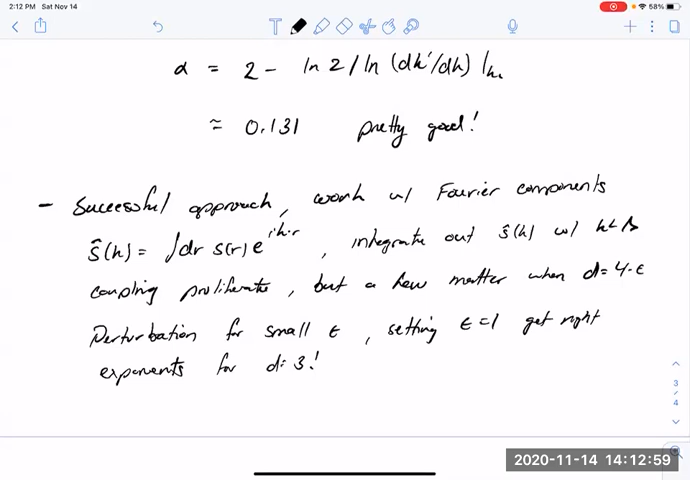 2:12 PM Sat Nov 14
58%
α = 2 - ln 2 / ln (dk'/dk) |k*
≈ 0.131 pretty good!
- Successful approach, work w/ Fourier components
ŝ(k) = ∫dr s(r) e^{ik·r}, integrate out ŝ(k) w/ k<Λ
coupling proliferate, but a few matter when d=4-ε
Perturbation for small ε, setting ε=1 get right
exponents for d=3!
3
/
4
2020-11-14 14:12:59